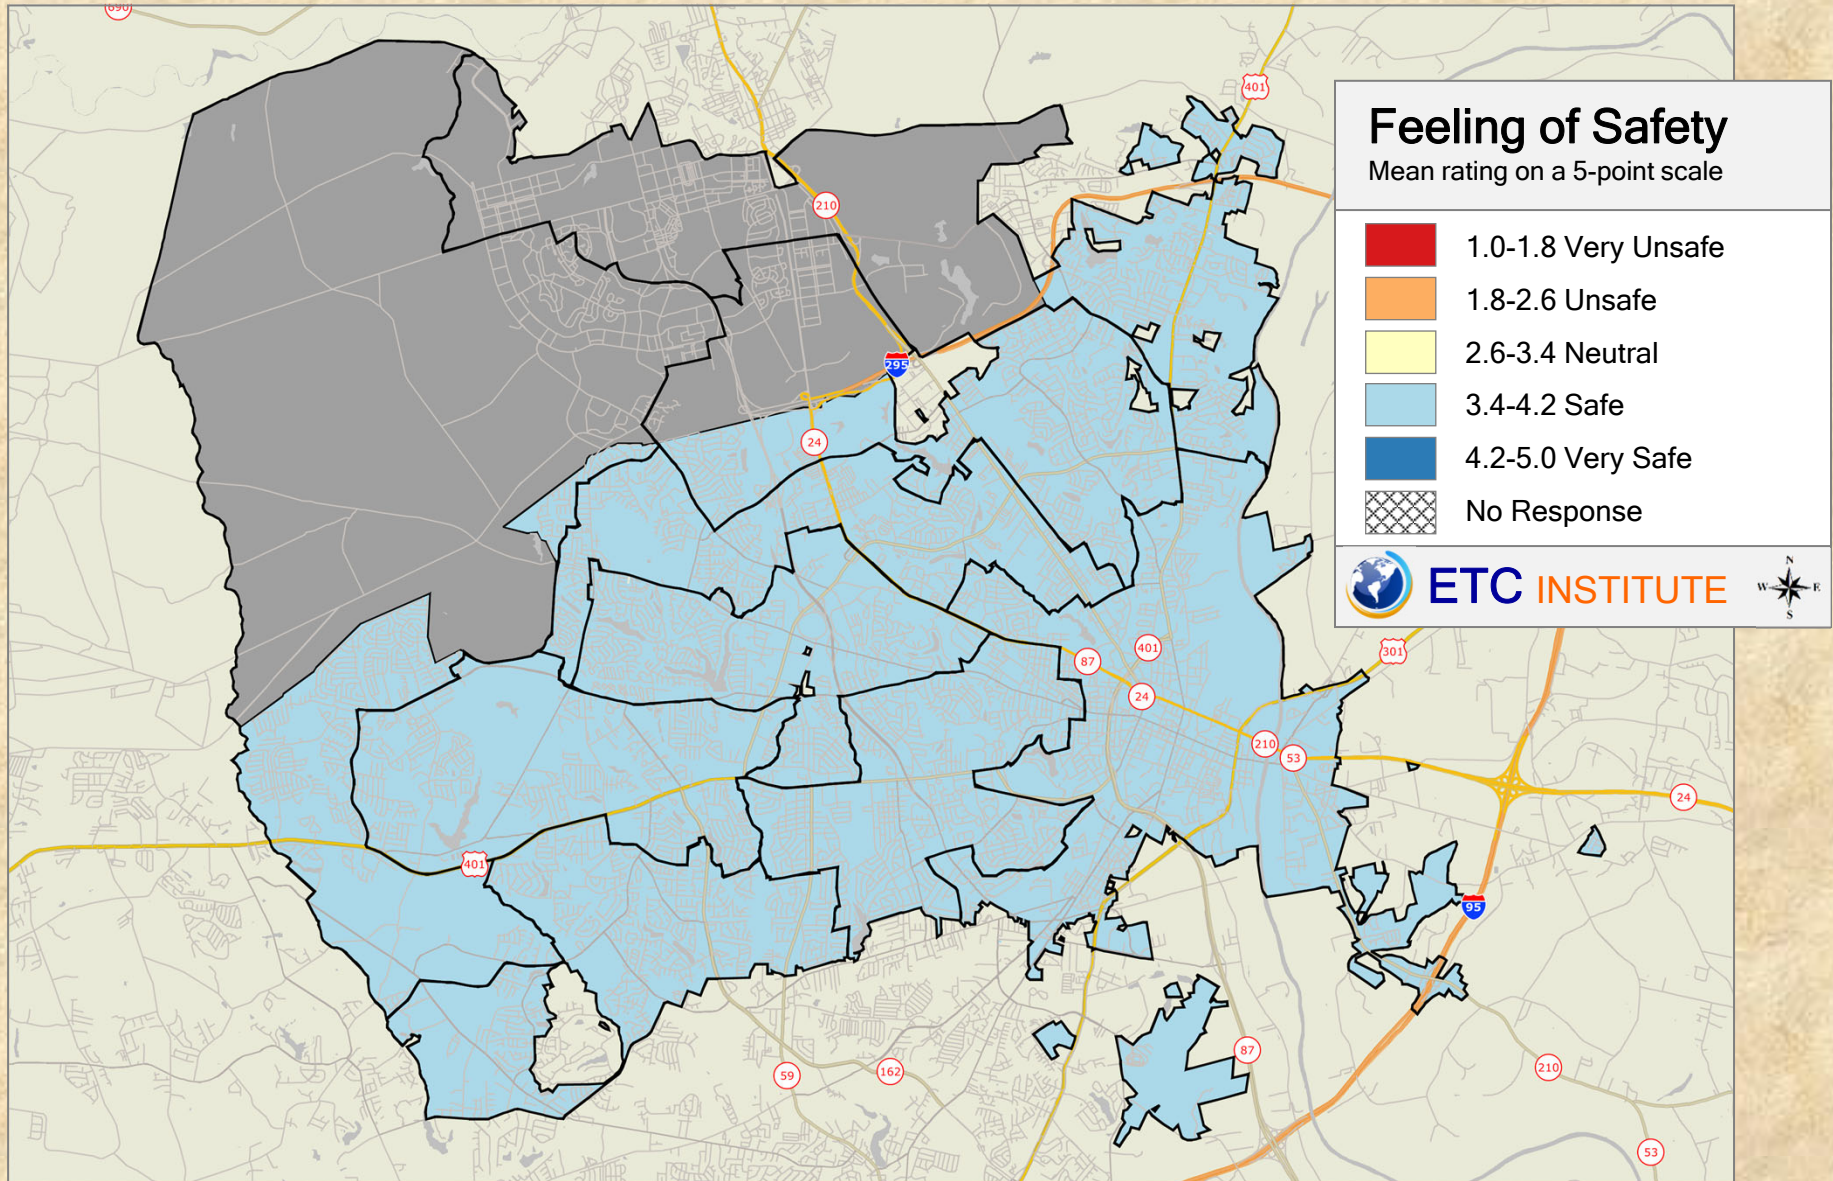 690
401
Feeling of Safety
Mean rating on a 5-point scale
210
1.0-1.8 Very Unsafe
1.8-2.6 Unsafe
2.6-3.4 Neutral
295
3.4-4.2 Safe
24
4.2-5.0 Very Safe
No Response
N
W E
S
ETC INSTITUTE
401
87
301
24
210
53
24
401
95
87
59
162
210
53